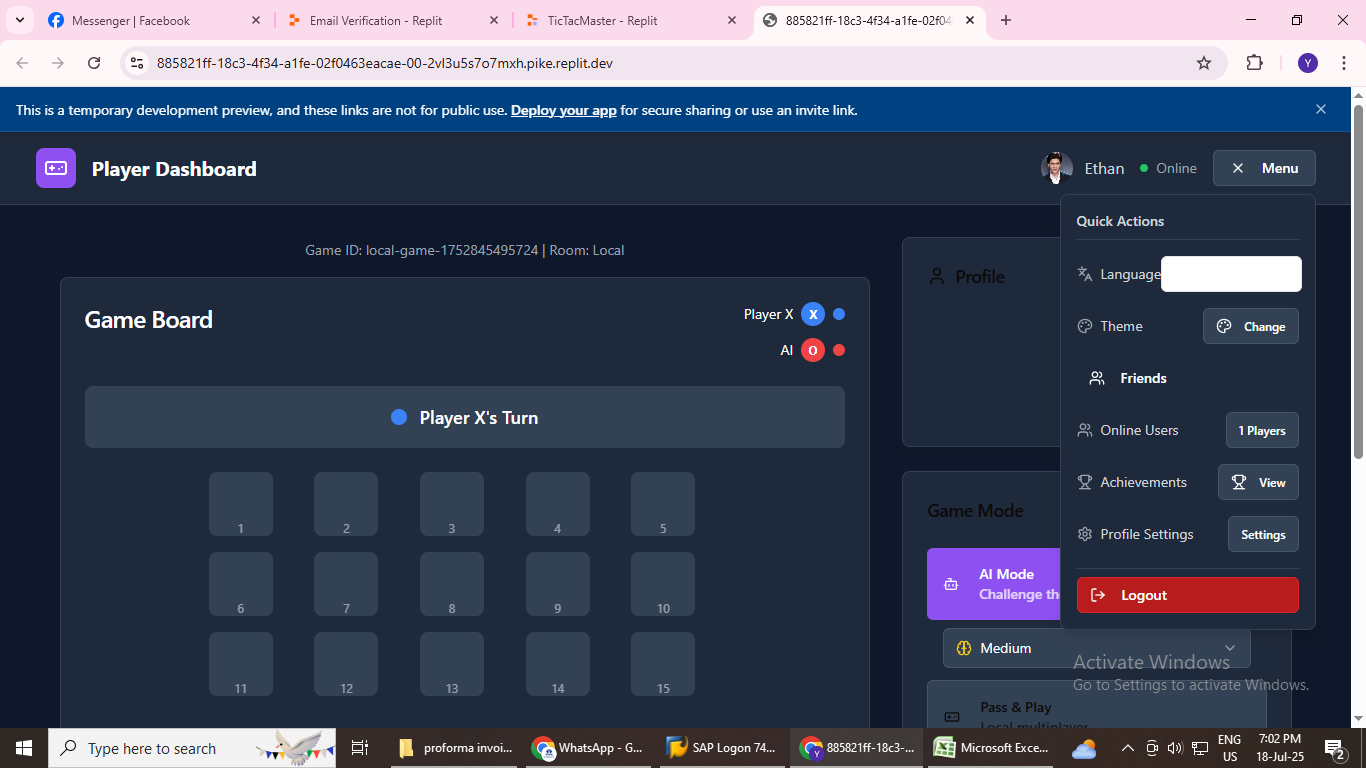 Messenger | Facebook
Email Verification - Replit
TicTacMaster - Replit
885821ff-18c3-4f34-a1fe-02f04
885821ff-18c3-4f34-a1fe-02f0463eacae-00-2vl3u5s7o7mxh.pike.replit.dev
Y
This is a temporary development preview, and these links are not for public use. Deploy your app for secure sharing or use an invite link.
Player Dashboard
Ethan
Online
Menu
Quick Actions
Game ID: local-game-1752845495724 | Room: Local
Language
Profile
Game Board
Player X X
Theme
Change
AI O
Friends
Player X's Turn
Online Users
1 Players
1 2 3 4 5
Achievements
View
Game Mode
Profile Settings
Settings
AI Mode
Challenge th
Logout
6 7 8 9 10
Medium
Activate Windows
Go to Settings to activate Windows.
11 12 13 14 15
Pass & Play
Local multiplayer
Type here to search
proforma invoi...
WhatsApp - G...
SAP Logon 74...
885821ff-18c3-...
Microsoft Exce...
ENG
US
7:02 PM
18-Jul-25
2